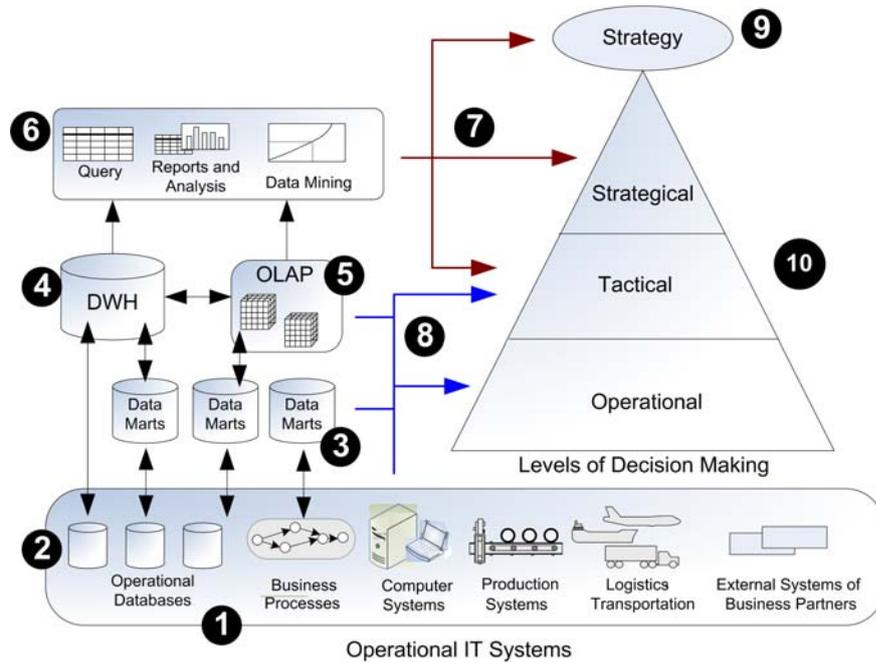 9
Strategy
7
6
Query
Reports and
Analysis
Data Mining
Strategical
4
DWH
OLAP
5
Tactical
10
8
Data
Marts
Data
Marts
Data
Marts
3
Operational
Levels of Decision Making
2
Operational
Databases
Business
Processes
Computer
Systems
Production
Systems
Logistics
Transportation
External Systems of
Business Partners
1
Operational IT Systems